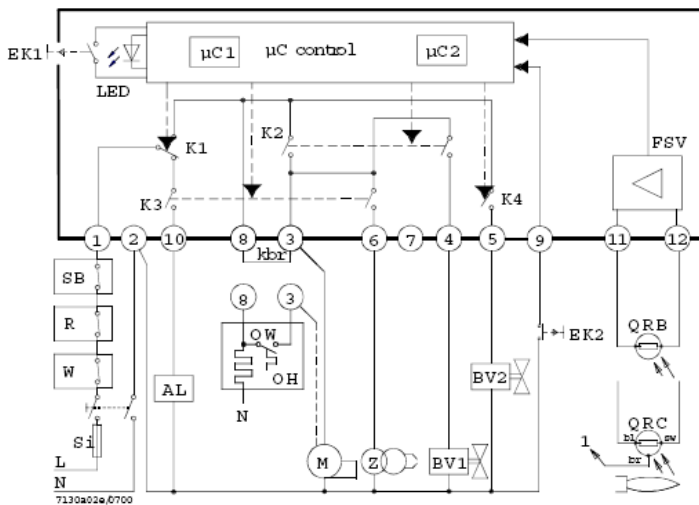 EK1
LED
µC1
µC control
µC2
FSV
K1
K2
K3
K4
1 2 10 8 3 6 7 4 5 9 11 12
kbr
SB
R
W
Si
L
N
8 3
OW
OH
N
AL
M
Z
BV1
BV2
EK2
QRB
QRC
bl sw
br
1
7130a02e/0700